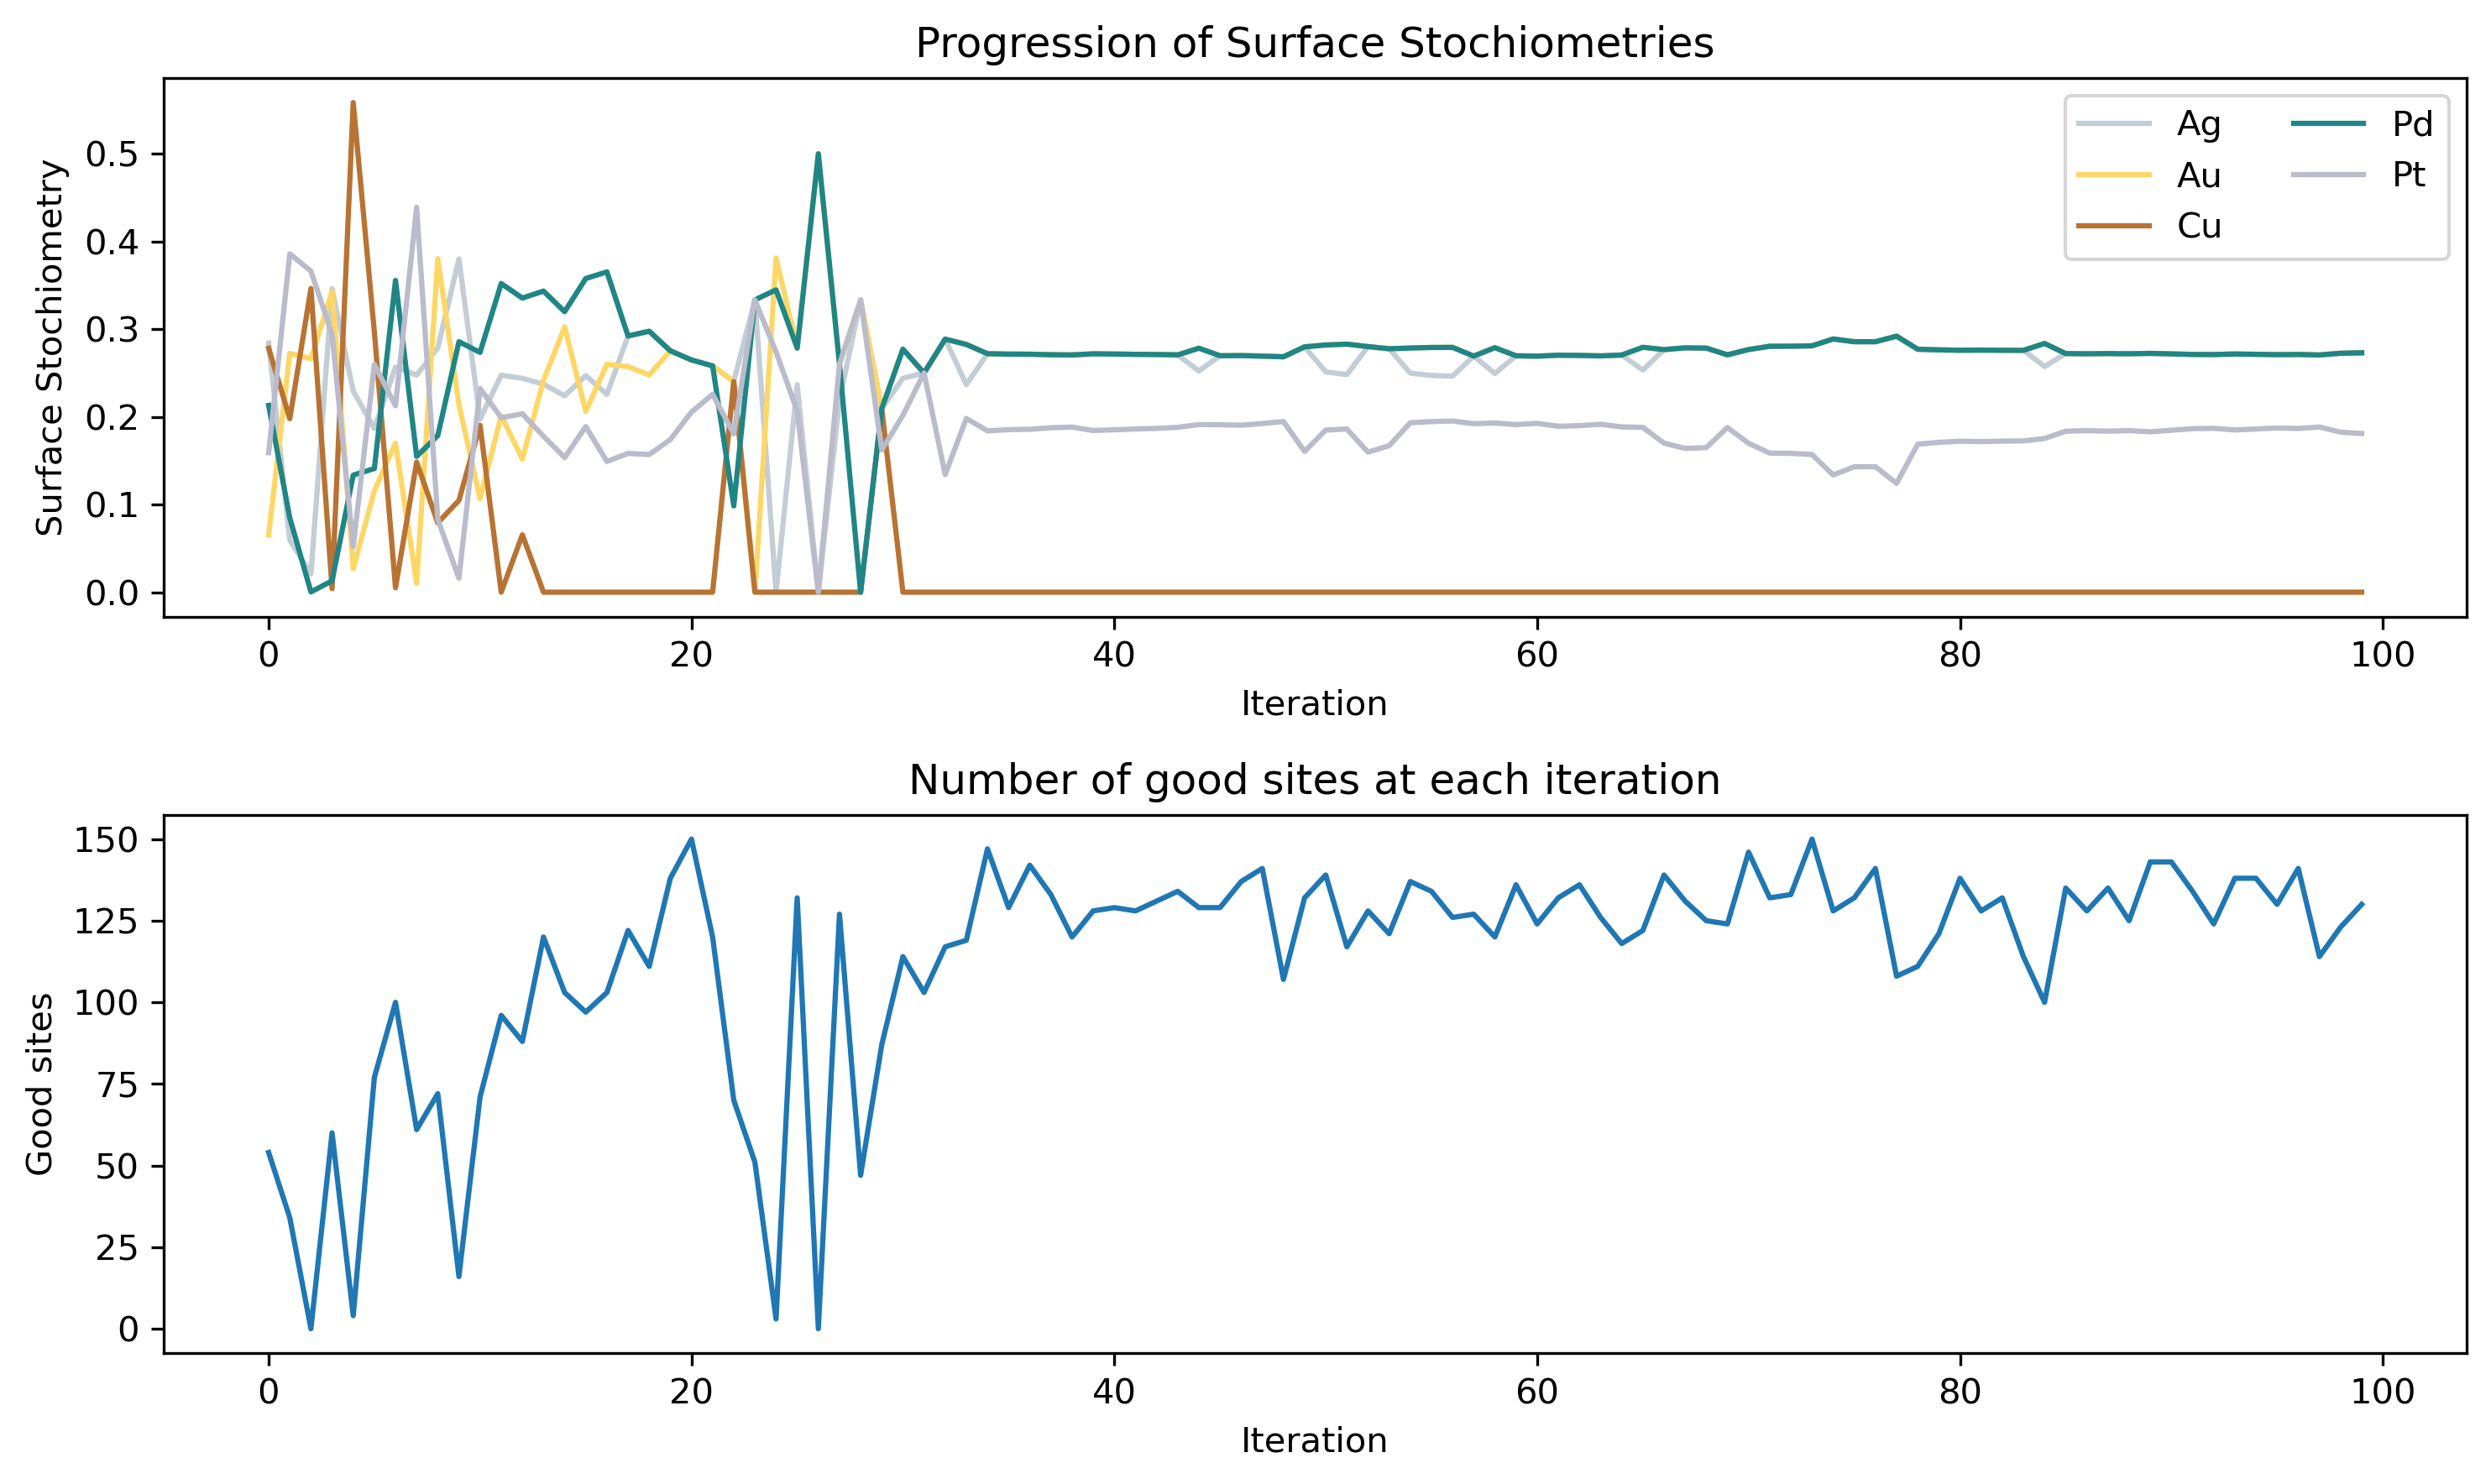 Progression of Surface Stochiometries
Surface Stochiometry
0.5
0.4
0.3
0.2
0.1
0.0
Ag
Au
Cu
Pd
Pt
0 20 40 60 80 100
Iteration
Number of good sites at each iteration
Good sites
150
125
100
75
50
25
0
0 20 40 60 80 100
Iteration